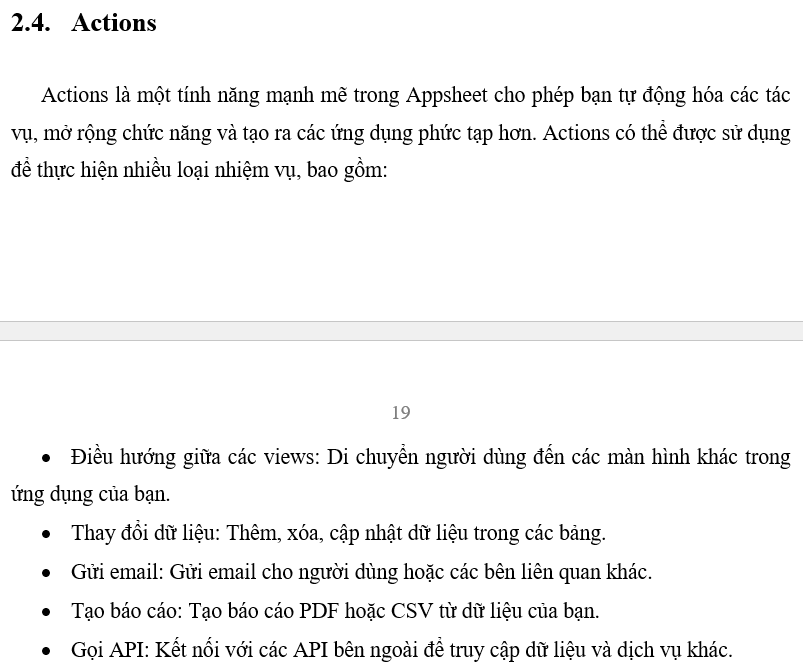 2.4. Actions
Actions là một tính năng mạnh mẽ trong Appsheet cho phép bạn tự động hóa các tác
vụ, mở rộng chức năng và tạo ra các ứng dụng phức tạp hơn. Actions có thể được sử dụng
để thực hiện nhiều loại nhiệm vụ, bao gồm:
19
• Điều hướng giữa các views: Di chuyển người dùng đến các màn hình khác trong
ứng dụng của bạn.
• Thay đổi dữ liệu: Thêm, xóa, cập nhật dữ liệu trong các bảng.
• Gửi email: Gửi email cho người dùng hoặc các bên liên quan khác.
• Tạo báo cáo: Tạo báo cáo PDF hoặc CSV từ dữ liệu của bạn.
• Gọi API: Kết nối với các API bên ngoài để truy cập dữ liệu và dịch vụ khác.